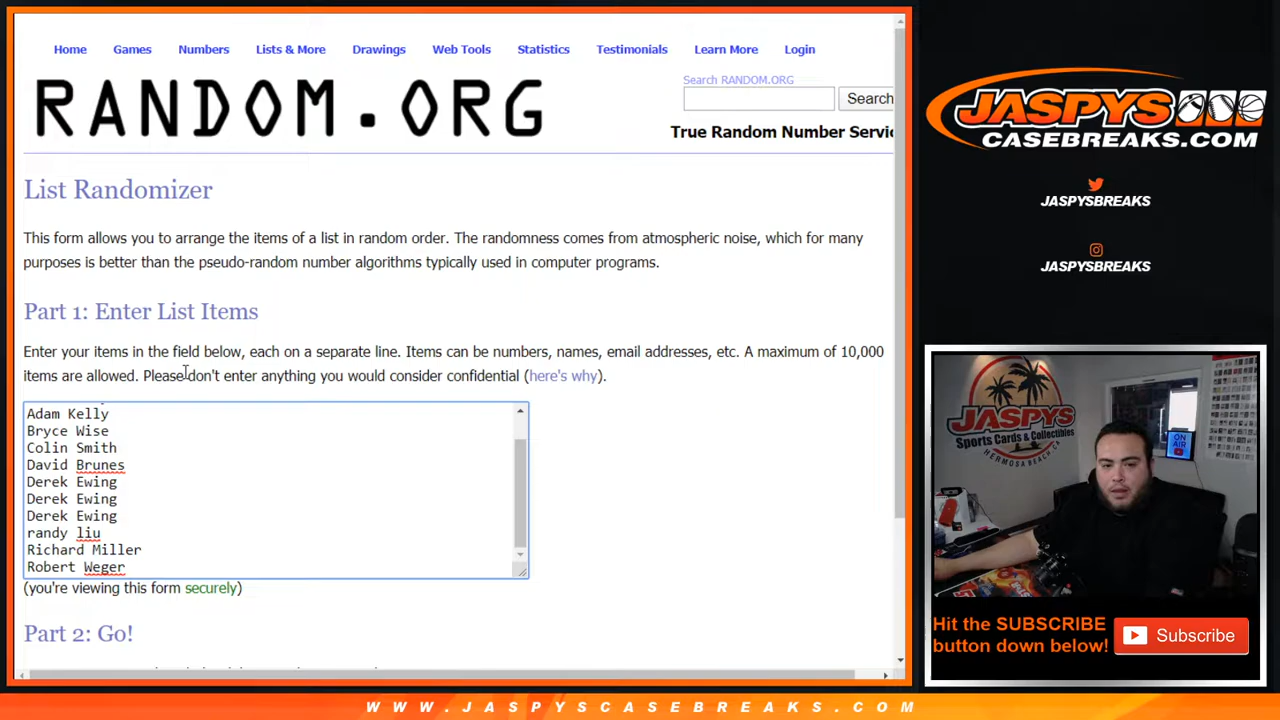 Home Games Numbers Lists & More Drawings Web Tools Statistics Testimonials Learn More Login
RANDOM.ORG
Search RANDOM.ORG
Search
True Random Number Servic
List Randomizer
This form allows you to arrange the items of a list in random order. The randomness comes from atmospheric noise, which for many
purposes is better than the pseudo-random number algorithms typically used in computer programs.
Part 1: Enter List Items
Enter your items in the field below, each on a separate line. Items can be numbers, names, email addresses, etc. A maximum of 10,000
items are allowed. Please don't enter anything you would consider confidential (here's why).
Adam Kelly
Bryce Wise
Colin Smith
David Brunes
Derek Ewing
Derek Ewing
Derek Ewing
randy liu
Richard Miller
Robert Weger
(you're viewing this form securely)
Part 2: Go!
JASPYS
CASEBREAKS.COM
JASPYSBREAKS
JASPYSBREAKS
JASPYS
Sports Cards & Collectibles
HERMOSA BEACH
ON
AIR
Hit the SUBSCRIBE
button down below!
Subscribe
WWW.JASPYSCASEBREAKS.COM